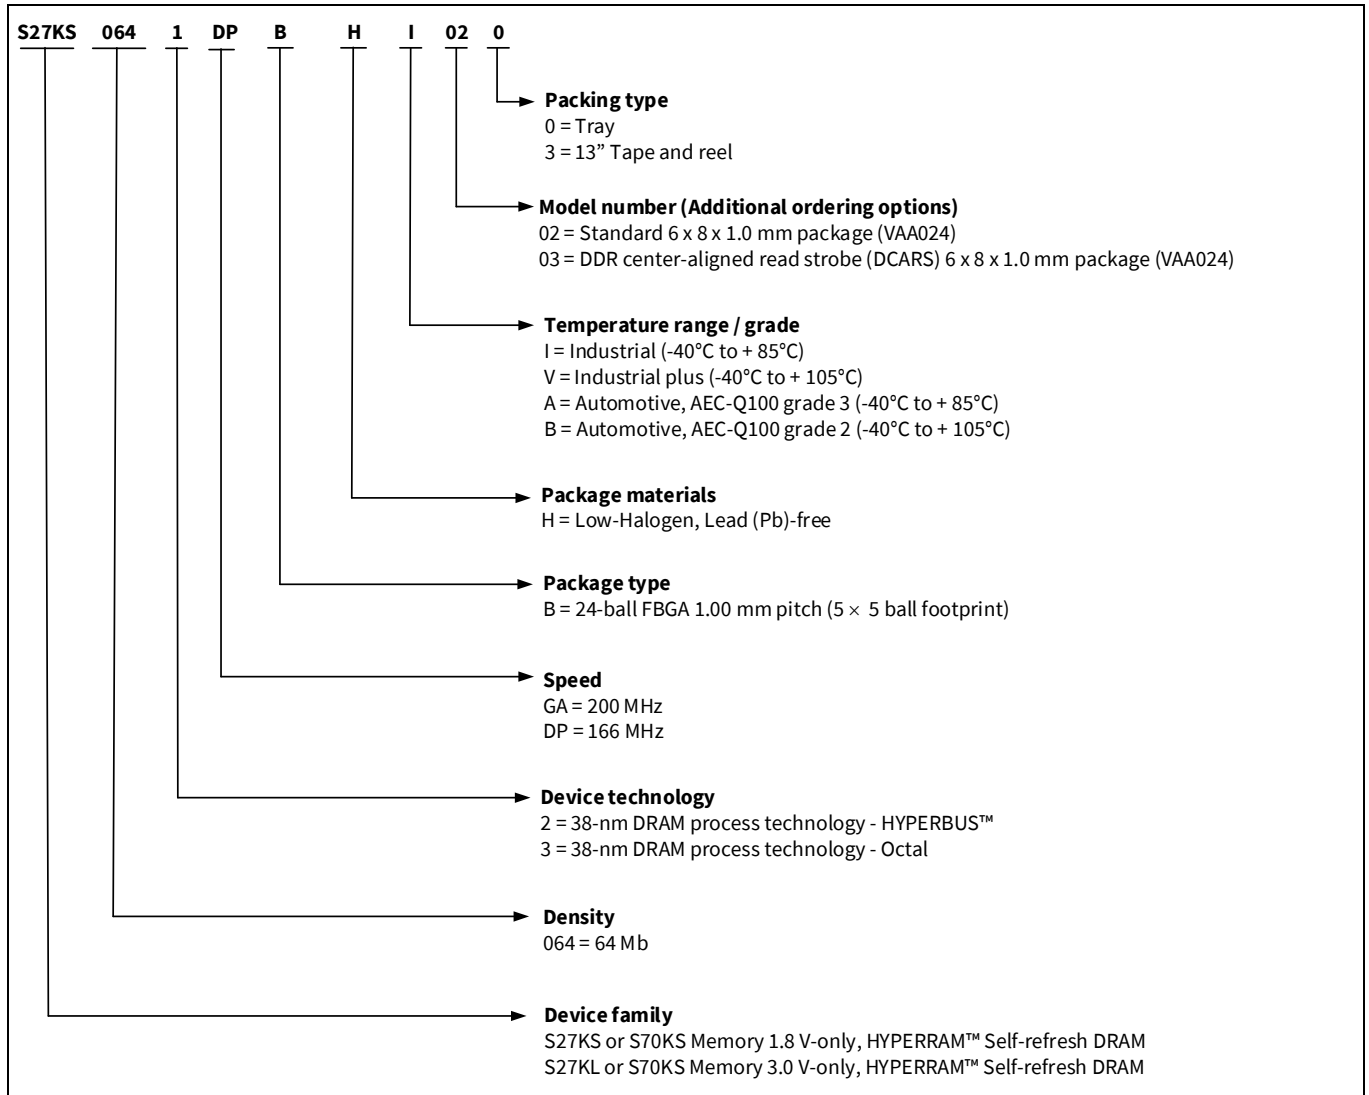 S27KS 064 1 DP B H I 02 0
Packing type
0 = Tray
3 = 13” Tape and reel
Model number (Additional ordering options)
02 = Standard 6 x 8 x 1.0 mm package (VAA024)
03 = DDR center-aligned read strobe (DCARS) 6 x 8 x 1.0 mm package (VAA024)
Temperature range / grade
I = Industrial (-40°C to + 85°C)
V = Industrial plus (-40°C to + 105°C)
A = Automotive, AEC-Q100 grade 3 (-40°C to + 85°C)
B = Automotive, AEC-Q100 grade 2 (-40°C to + 105°C)
Package materials
H = Low-Halogen, Lead (Pb)-free
Package type
B = 24-ball FBGA 1.00 mm pitch (5 × 5 ball footprint)
Speed
GA = 200 MHz
DP = 166 MHz
Device technology
2 = 38-nm DRAM process technology - HYPERBUS™
3 = 38-nm DRAM process technology - Octal
Density
064 = 64 Mb
Device family
S27KS or S70KS Memory 1.8 V-only, HYPERRAM™ Self-refresh DRAM
S27KL or S70KS Memory 3.0 V-only, HYPERRAM™ Self-refresh DRAM